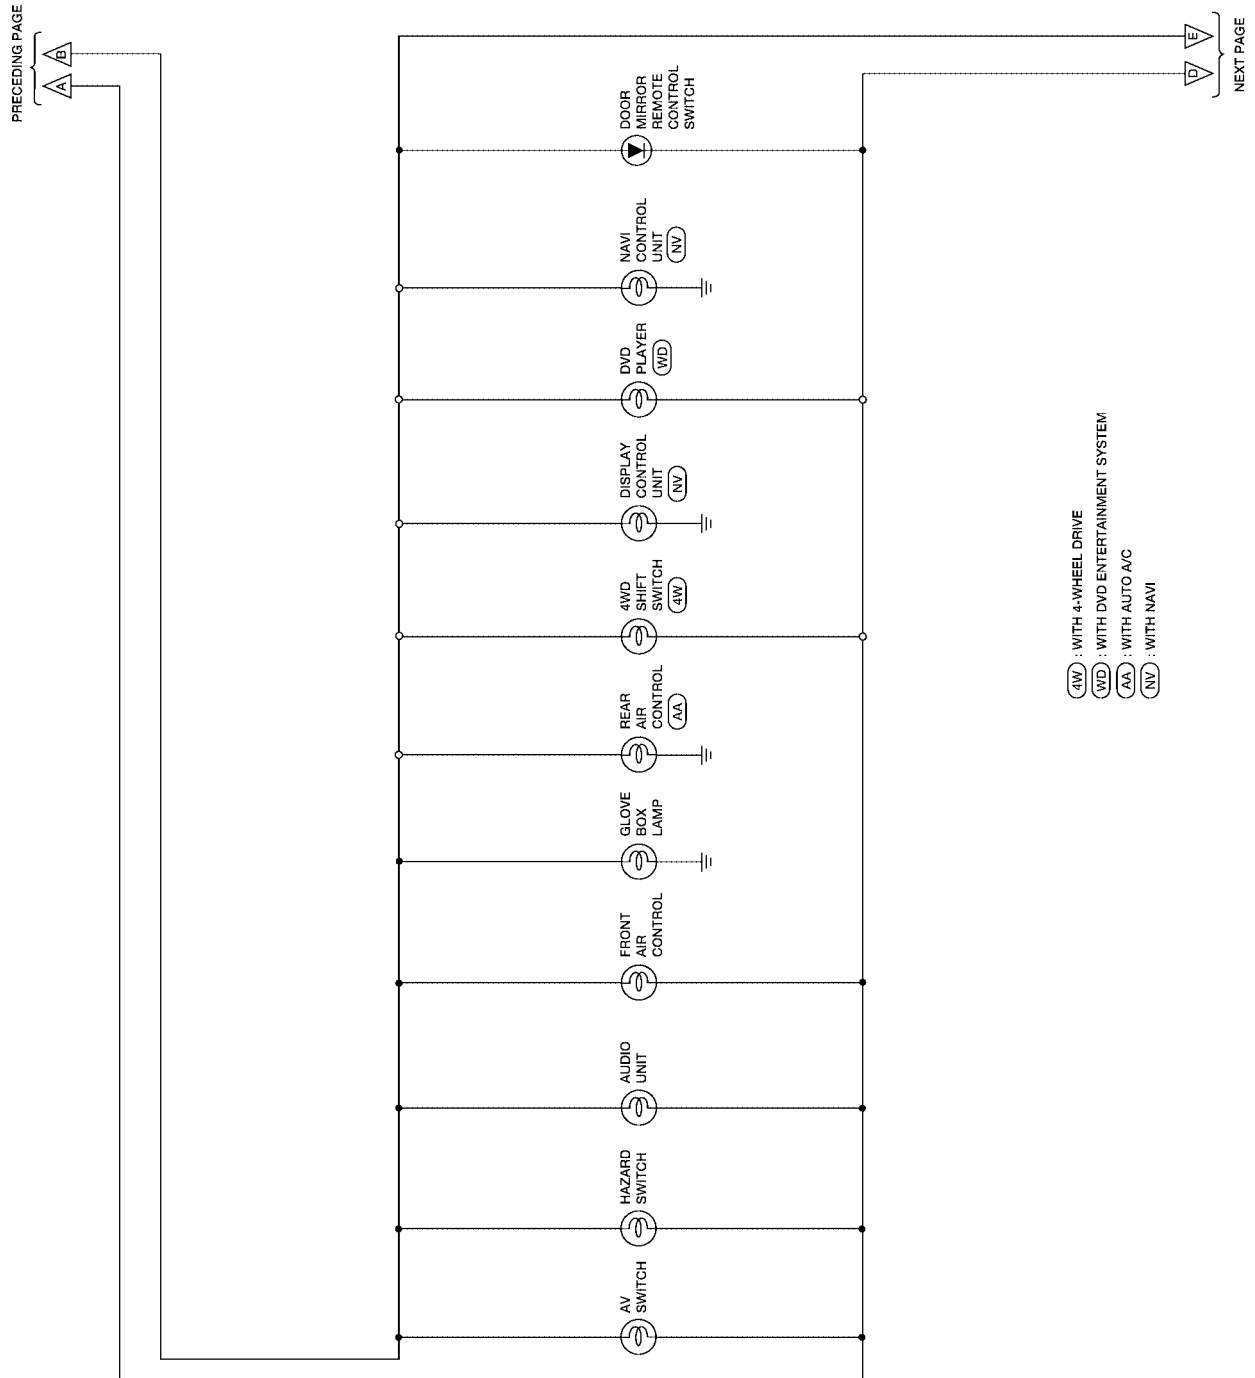 PRECEDING PAGE
A
B
E
D
NEXT PAGE
DOOR
MIRROR
REMOTE
CONTROL
SWITCH
NAVI
CONTROL
UNIT
NV
DVD
PLAYER
WD
DISPLAY
CONTROL
UNIT
NV
4WD
SHIFT
SWITCH
4W
REAR
AIR
CONTROL
AA
GLOVE
BOX
LAMP
FRONT
AIR
CONTROL
AUDIO
UNIT
HAZARD
SWITCH
AV
SWITCH
4W : WITH 4-WHEEL DRIVE
WD : WITH DVD ENTERTAINMENT SYSTEM
AA : WITH AUTO A/C
NV : WITH NAVI